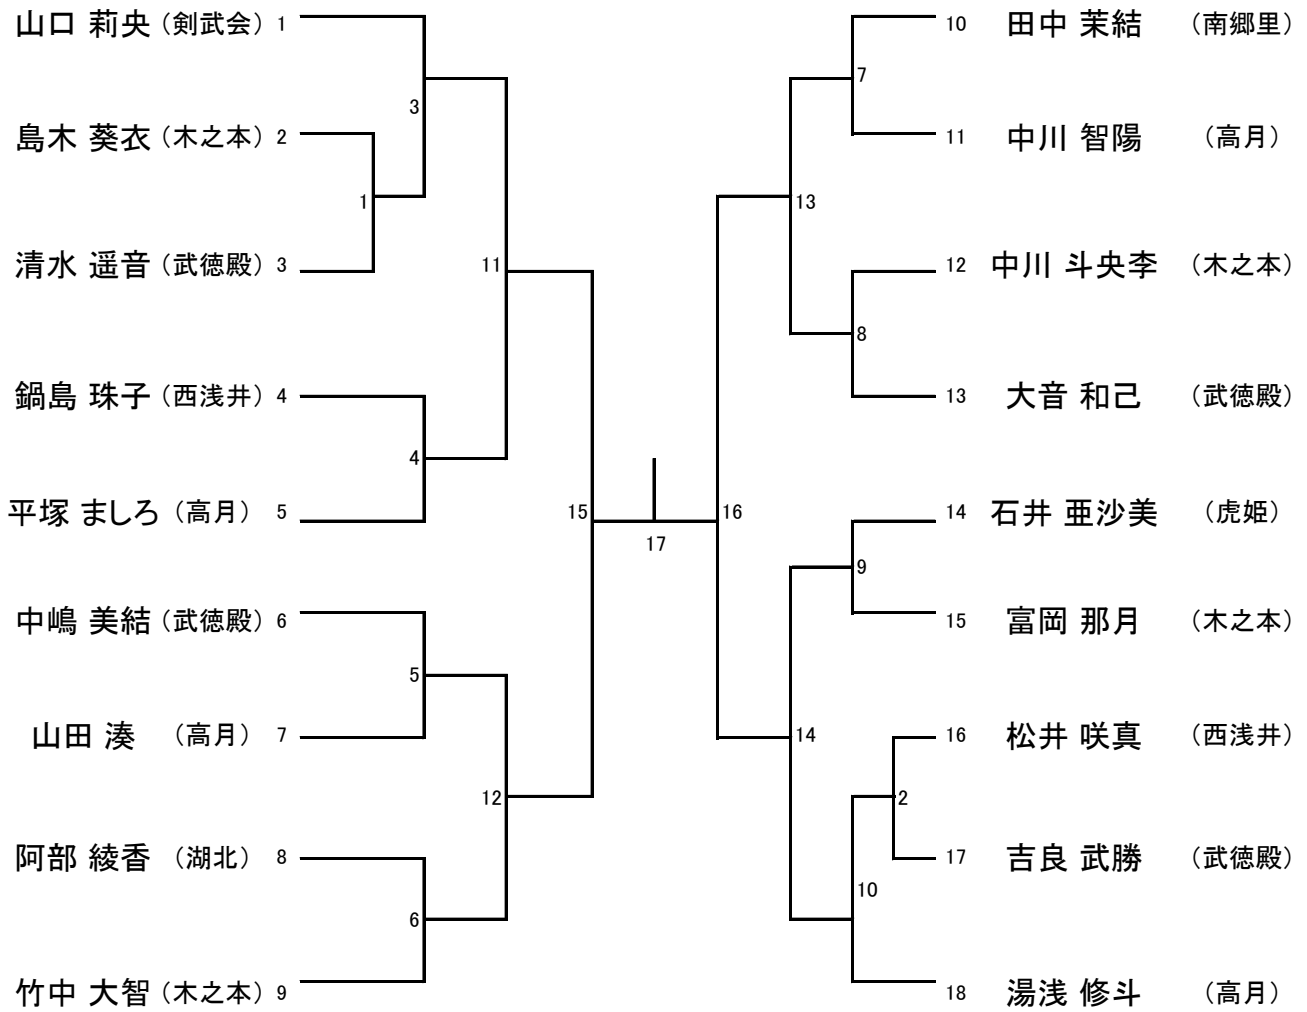 山口 莉央 (剣武会) 1
島木 葵衣 (木之本) 2
清水 遥音 (武徳殿) 3
鍋島 珠子 (西浅井) 4
平塚 ましろ (高月) 5
中嶋 美結 (武徳殿) 6
山田 湊 (高月) 7
阿部 綾香 (湖北) 8
竹中 大智 (木之本) 9
1
3
4
5
6
11
12
15
17
16
13
14
7
8
9
2
10
10 田中 茉結 (南郷里)
11 中川 智陽 (高月)
12 中川 斗央李 (木之本)
13 大音 和己 (武徳殿)
14 石井 亜沙美 (虎姫)
15 富岡 那月 (木之本)
16 松井 咲真 (西浅井)
17 吉良 武勝 (武徳殿)
18 湯浅 修斗 (高月)